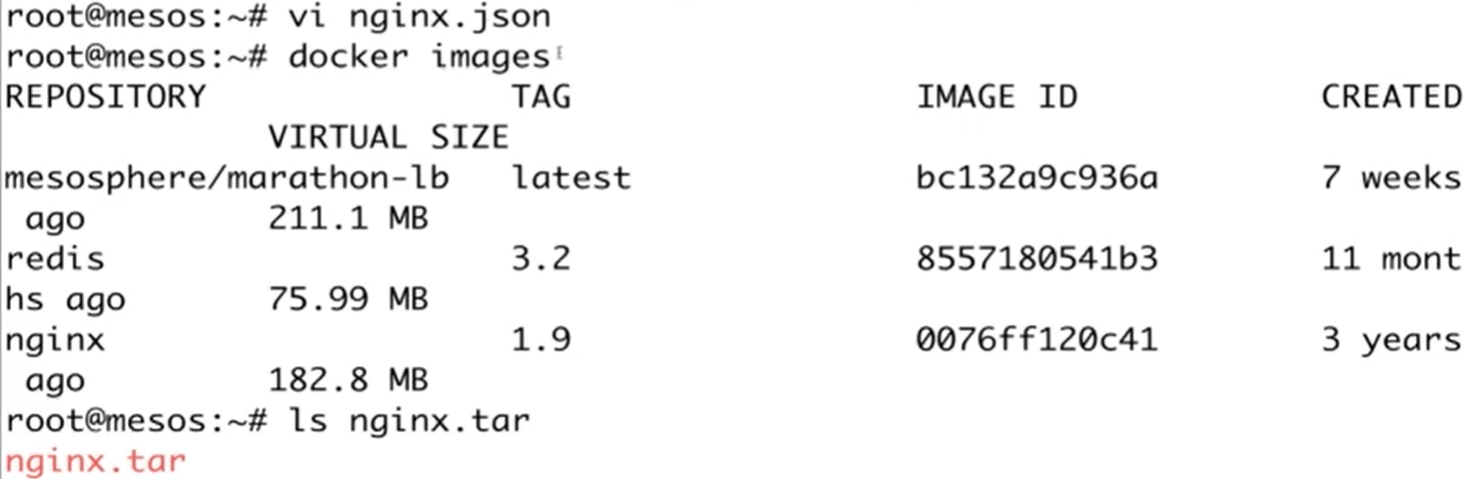 root@mesos:~# vi nginx.json
root@mesos:~# docker images
REPOSITORY TAG IMAGE ID CREATED
VIRTUAL SIZE
mesosphere/marathon-lb latest bc132a9c936a 7 weeks
ago 211.1 MB
redis 3.2 8557180541b3 11 mont
hs ago 75.99 MB
nginx 1.9 0076ff120c41 3 years
ago 182.8 MB
root@mesos:~# ls nginx.tar
nginx.tar